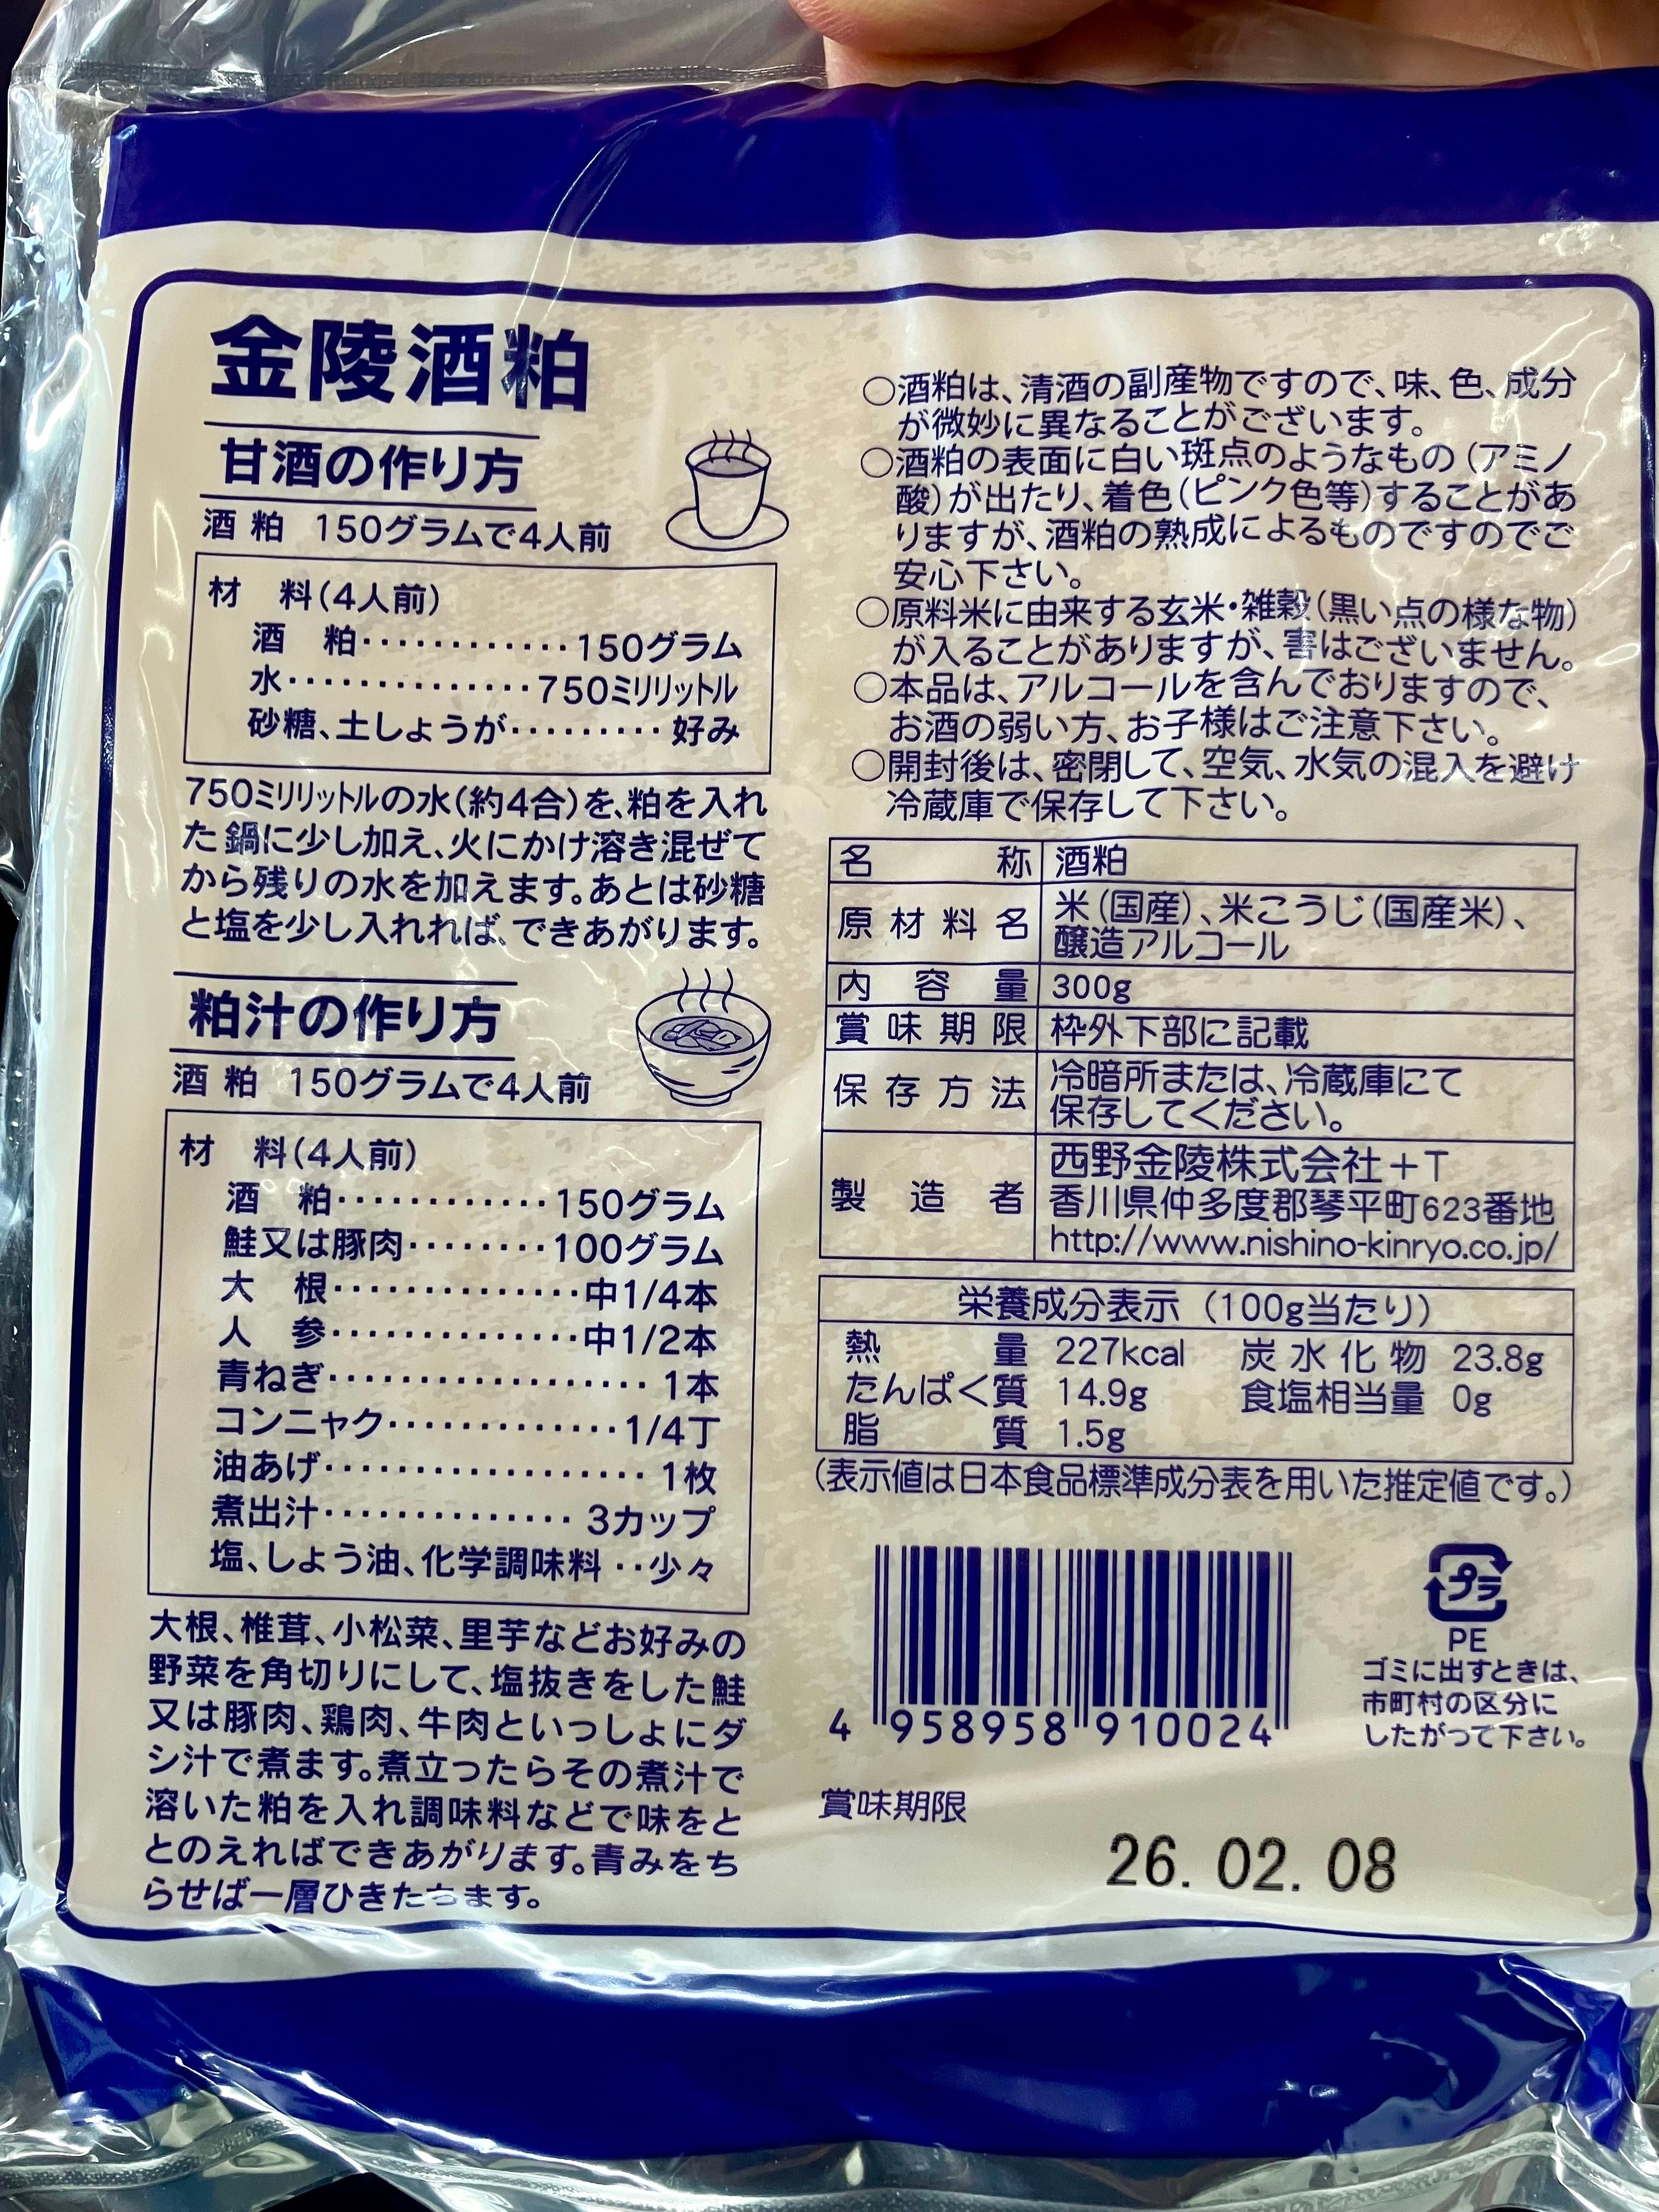 金陵酒粕
甘酒の作り方
酒粕 150グラムで4人前
材 料(4人前)
酒 粕············150グラム
水···············750ミリリットル
砂糖、土しょうが·········好み
750ミリリットルの水(約4合)を、粕を入れ
た鍋に少し加え、火にかけ溶き混ぜて
から残りの水を加えます。あとは砂糖
と塩を少し入れれば、できあがります。
粕汁の作り方
酒粕 150グラムで4人前
材 料(4人前)
酒 粕············150グラム
鮭又は豚肉········100グラム
大 根··············中1/4本
人 参··············中1/2本
青ねぎ··················1本
コンニャク·············1/4丁
油あげ··················1枚
煮出汁··············3カップ
塩、しょう油、化学調味料··少々
大根、椎茸、小松菜、里芋などお好みの
野菜を角切りにして、塩抜きをした鮭
又は豚肉、鶏肉、牛肉といっしょにダ
シ汁で煮ます。煮立ったらその煮汁で
溶いた粕を入れ調味料などで味をと
とのえればできあがります。青みをち
らせば一層ひきたちます。
○酒粕は、清酒の副産物ですので、味、色、成分
が微妙に異なることがございます。
○酒粕の表面に白い斑点のようなもの(アミノ
酸)が出たり、着色(ピンク色等)することがあ
りますが、酒粕の熟成によるものですのでご
安心下さい。
○原料米に由来する玄米・雑穀(黒い点の様な物)
が入ることがありますが、害はございません。
○本品は、アルコールを含んでおりますので、
お酒の弱い方、お子様はご注意下さい。
○開封後は、密閉して、空気、水気の混入を避け
冷蔵庫で保存して下さい。
名称 酒粕
原材料名 米(国産)、米こうじ(国産米)、
醸造アルコール
内容量 300g
賞味期限 枠外下部に記載
保存方法 冷暗所または、冷蔵庫にて
保存してください。
製造者 西野金陵株式会社+T
香川県仲多度郡琴平町623番地
http://www.nishino-kinryo.co.jp/
栄養成分表示 (100g当たり)
熱量 227kcal 炭水化物 23.8g
たんぱく質 14.9g 食塩相当量 0g
脂質 1.5g
(表示値は日本食品標準成分表を用いた推定値です。)
4 958958 910024
プラ
PE
ゴミに出すときは、
市町村の区分に
したがって下さい。
賞味期限
26. 02. 08